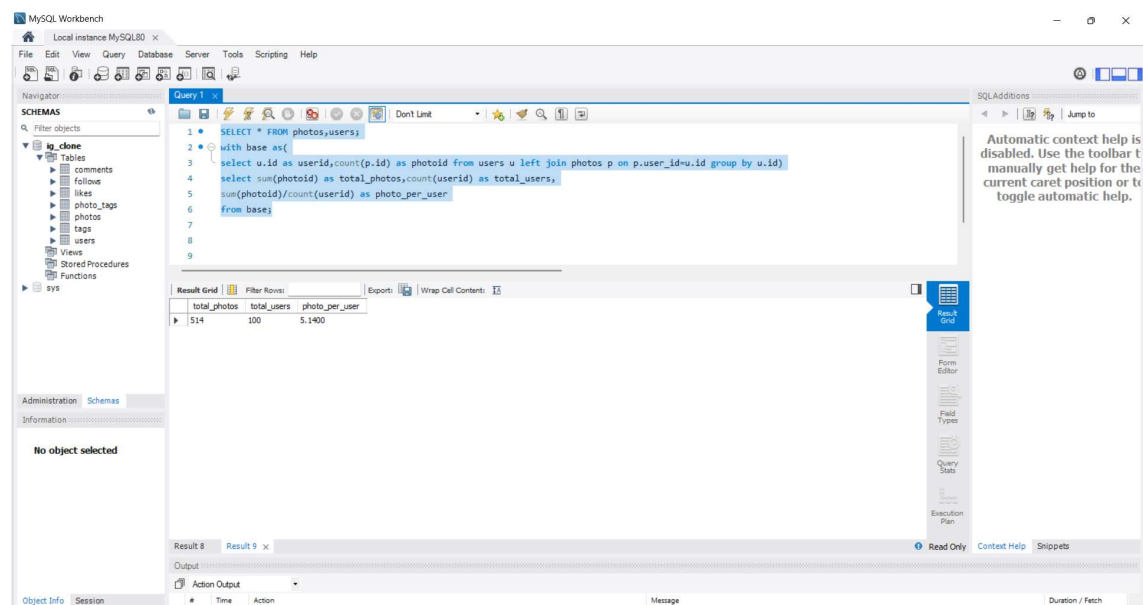 MySQL Workbench
Local instance MySQL80 ×
File Edit View Query Database Server Tools Scripting Help
Navigator
SCHEMAS
Filter objects
ig_clone
Tables
comments
follows
likes
photo_tags
photos
tags
users
Views
Stored Procedures
Functions
sys
Administration Schemas
Information
No object selected
Object Info Session
Query 1 ×
Don't Limit
1 SELECT * FROM photos,users;
2 with base as(
3 select u.id as userid,count(p.id) as photoid from users u left join photos p on p.user_id=u.id group by u.id)
4 select sum(photoid) as total_photos,count(userid) as total_users,
5 sum(photoid)/count(userid) as photo_per_user
6 from base;
7
8
9
Result Grid Filter Rows: Export: Wrap Cell Content:
total_photos total_users photo_per_user
514 100 5.1400
Result Grid
Form Editor
Field Types
Query Stats
Execution Plan
Result 8 Result 9 × Read Only
Output
Action Output
# Time Action Message Duration / Fetch
SQLAdditions
Jump to
Automatic context help is
disabled. Use the toolbar t
manually get help for the
current caret position or to
toggle automatic help.
Context Help Snippets